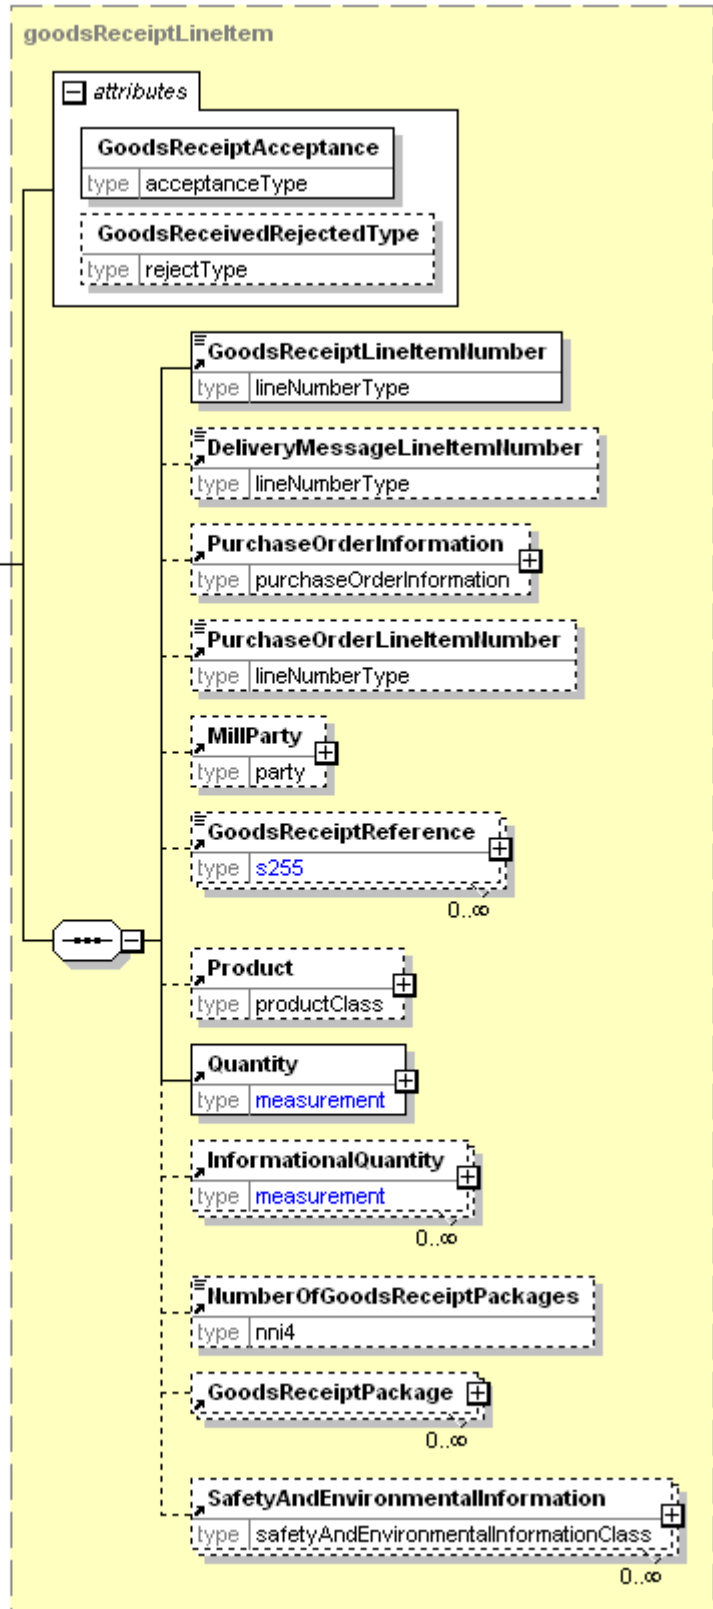 goodsReceiptLineItem
attributes
GoodsReceiptAcceptance
type acceptanceType
GoodsReceivedRejectedType
type rejectType
GoodsReceiptLineItemNumber
type lineNumberType
DeliveryMessageLineItemNumber
type lineNumberType
PurchaseOrderInformation
type purchaseOrderInformation
PurchaseOrderLineItemNumber
type lineNumberType
MillParty
type party
GoodsReceiptReference
type s255
0..∞
Product
type productClass
Quantity
type measurement
InformationalQuantity
type measurement
0..∞
NumberOfGoodsReceiptPackages
type nni4
GoodsReceiptPackage
0..∞
SafetyAndEnvironmentalInformation
type safetyAndEnvironmentalInformationClass
0..∞